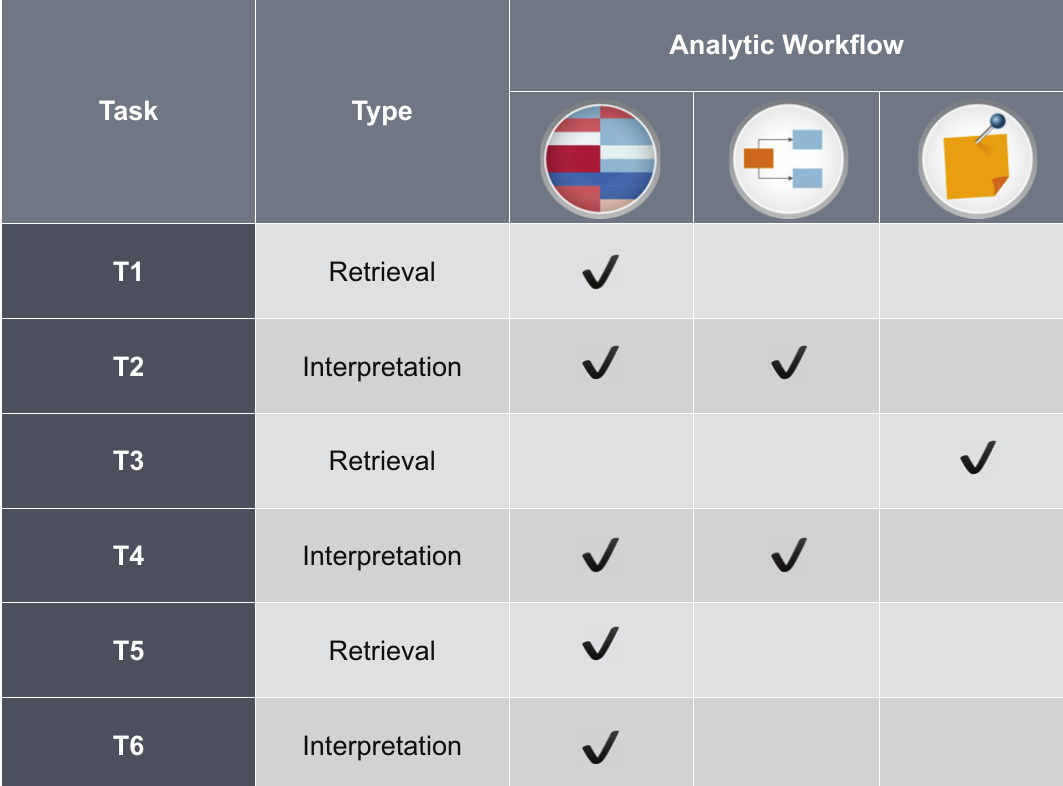 Analytic Workflow
Task Type
T1 Retrieval ✔
T2 Interpretation ✔ ✔
T3 Retrieval ✔
T4 Interpretation ✔ ✔
T5 Retrieval ✔
T6 Interpretation ✔